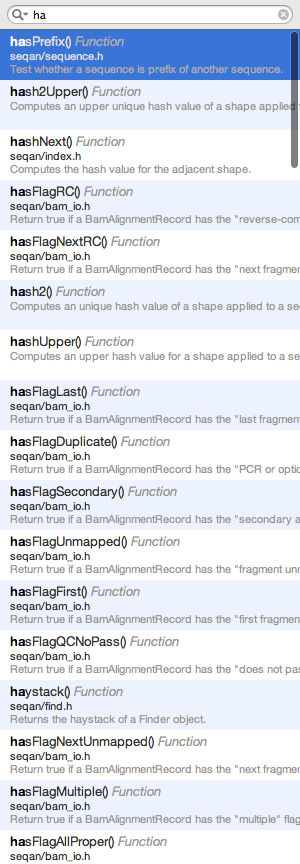 ha
hasPrefix() Function
seqan/sequence.h
Test whether a sequence is prefix of another sequence.
hash2Upper() Function
Computes an upper unique hash value of a shape applied
hashNext() Function
seqan/index.h
Computes the hash value for the adjacent shape.
hasFlagRC() Function
seqan/bam_io.h
Return true if a BamAlignmentRecord has the "reverse-com
hasFlagNextRC() Function
seqan/bam_io.h
Return true if a BamAlignmentRecord has the "next fragmen
hash2() Function
Computes an unique hash value of a shape applied to a se
hashUpper() Function
Computes an upper hash value for a shape applied to a se
hasFlagLast() Function
seqan/bam_io.h
Return true if a BamAlignmentRecord has the "last fragment
hasFlagDuplicate() Function
seqan/bam_io.h
Return true if a BamAlignmentRecord has the "PCR or optic
hasFlagSecondary() Function
seqan/bam_io.h
Return true if a BamAlignmentRecord has the "secondary a
hasFlagUnmapped() Function
seqan/bam_io.h
Return true if a BamAlignmentRecord has the "fragment unm
hasFlagFirst() Function
seqan/bam_io.h
Return true if a BamAlignmentRecord has the "first fragmen
hasFlagQCNoPass() Function
seqan/bam_io.h
Return true if a BamAlignmentRecord has the "does not pas
haystack() Function
seqan/find.h
Returns the haystack of a Finder object.
hasFlagNextUnmapped() Function
seqan/bam_io.h
Return true if a BamAlignmentRecord has the "next fragmen
hasFlagMultiple() Function
seqan/bam_io.h
Return true if a BamAlignmentRecord has the "multiple" flag
hasFlagAllProper() Function
seqan/bam_io.h